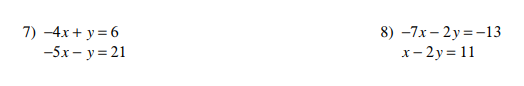 7) –4x + y = 6
–5x – y = 21
8) –7x – 2y = –13
x – 2y = 11